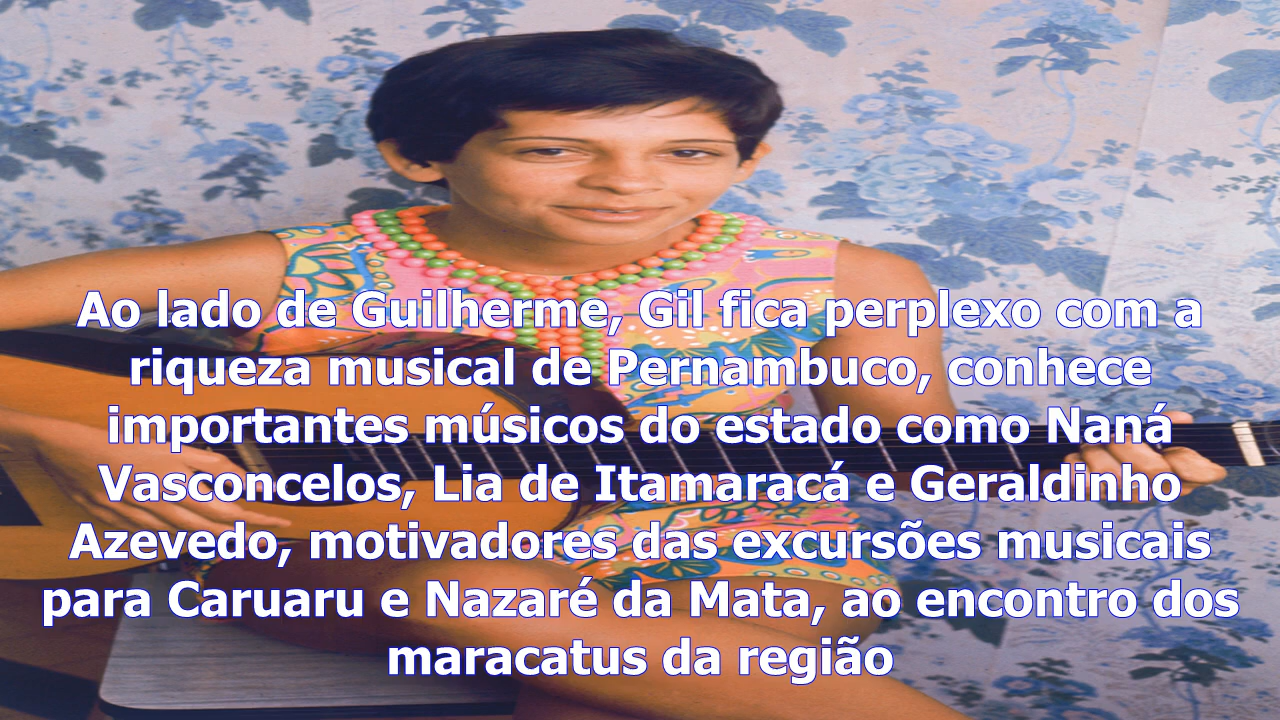 Ao lado de Guilherme, Gil fica perplexo com a
riqueza musical de Pernambuco, conhece
importantes músicos do estado como Naná
Vasconcelos, Lia de Itamaracá e Geraldinho
Azevedo, motivadores das excursões musicais
para Caruaru e Nazaré da Mata, ao encontro dos
maracatus da região